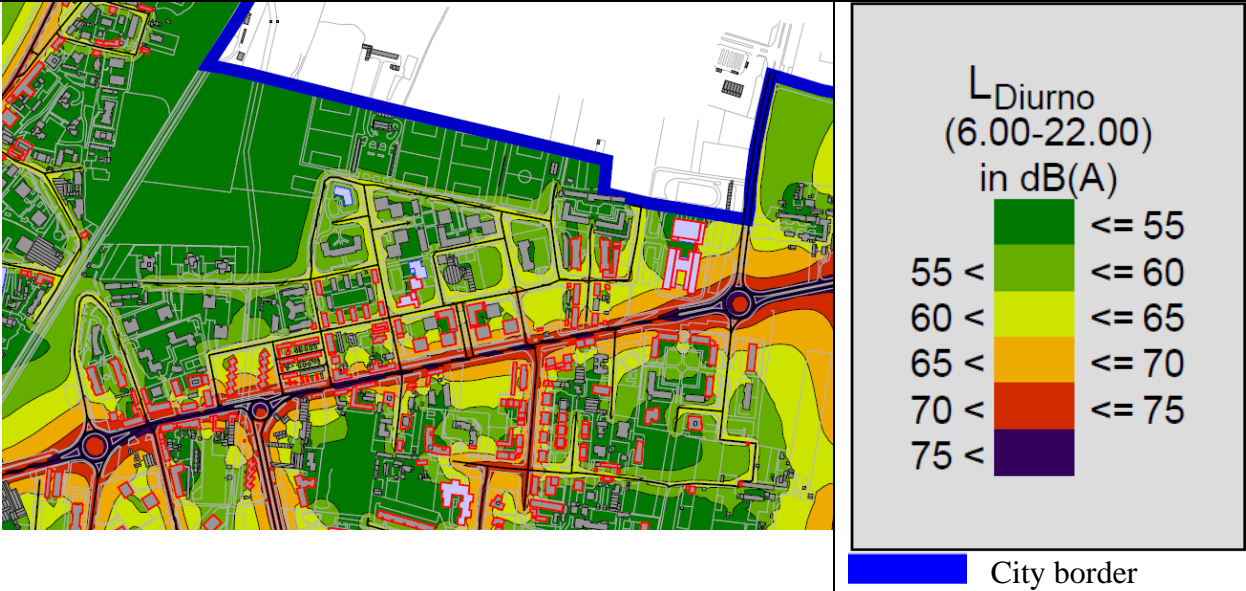 LDiurno
(6.00-22.00)
in dB(A)
<= 55
55 < <= 60
60 < <= 65
65 < <= 70
70 < <= 75
75 <
City border